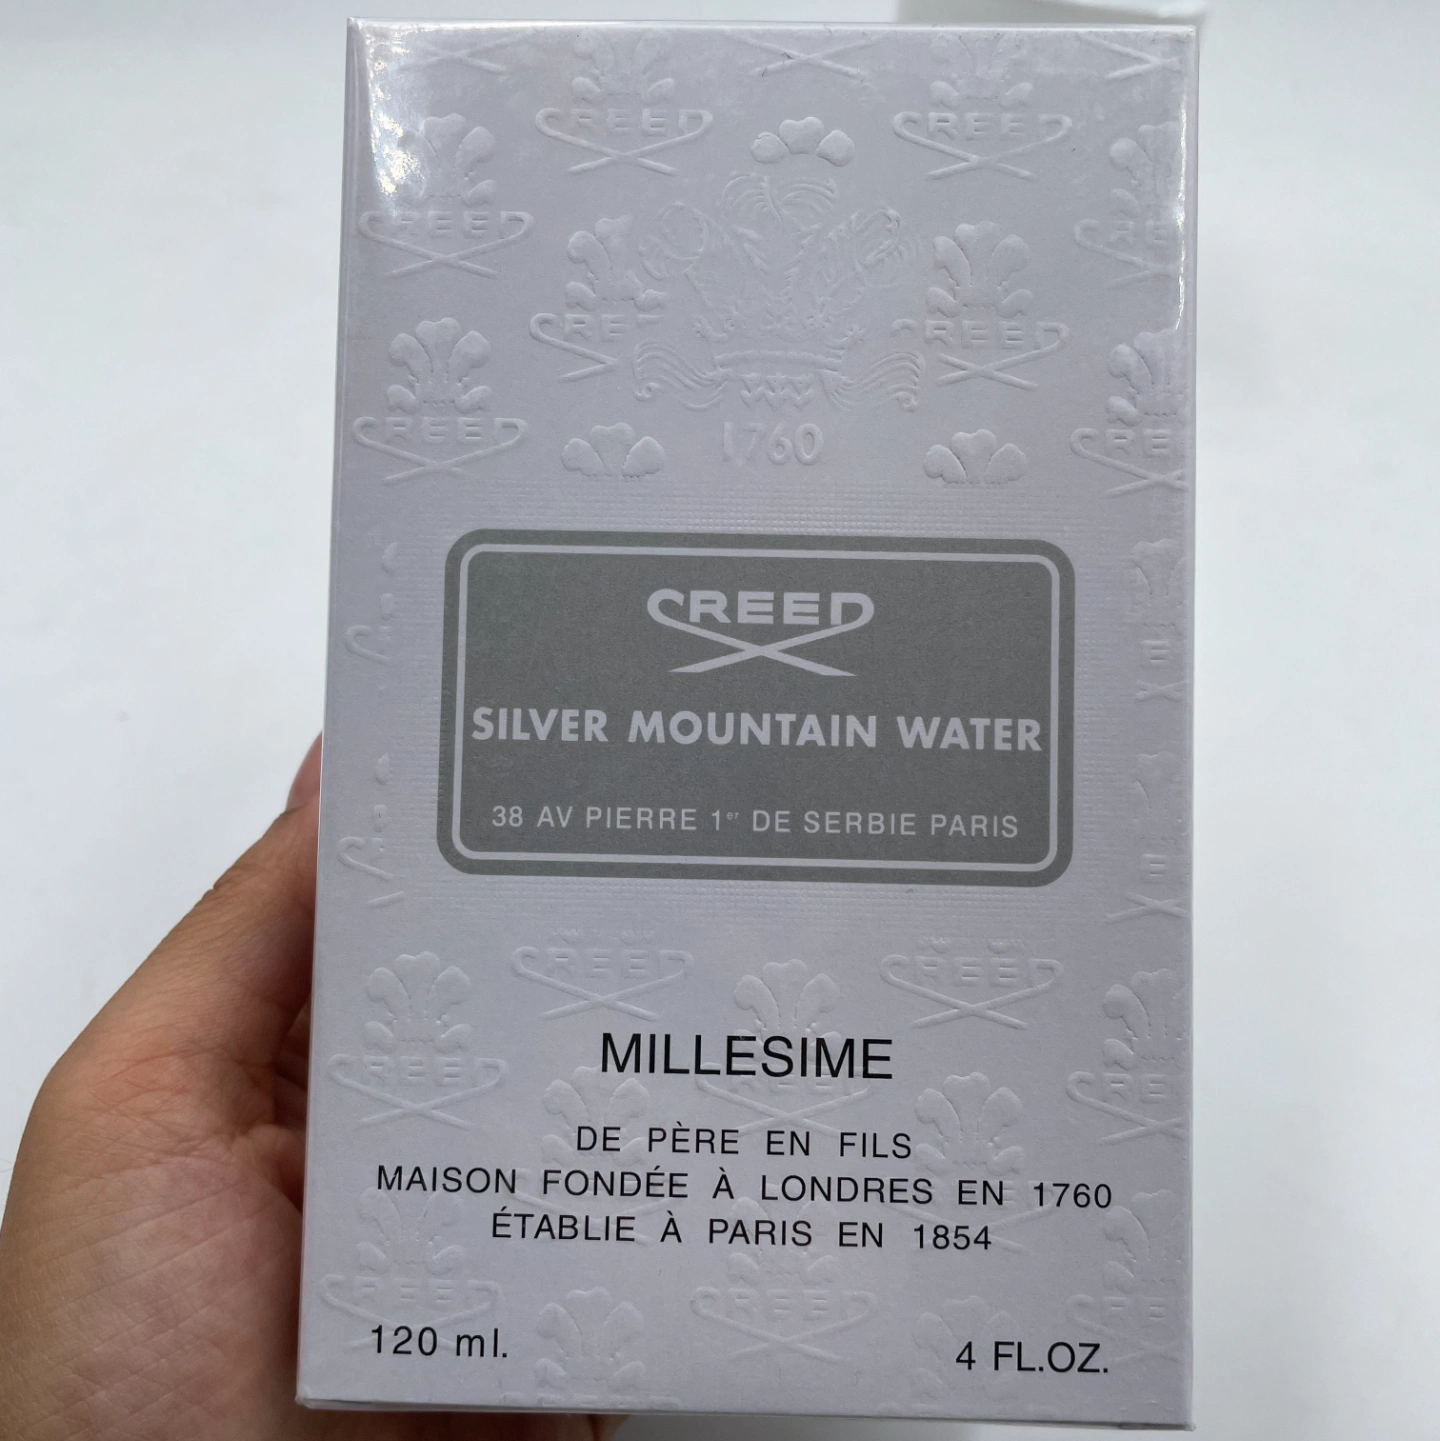 1760
CREED
SILVER MOUNTAIN WATER
38 AV PIERRE 1er DE SERBIE PARIS
MILLESIME
DE PÈRE EN FILS
MAISON FONDÉE À LONDRES EN 1760
ÉTABLIE À PARIS EN 1854
120 ml.
4 FL.OZ.